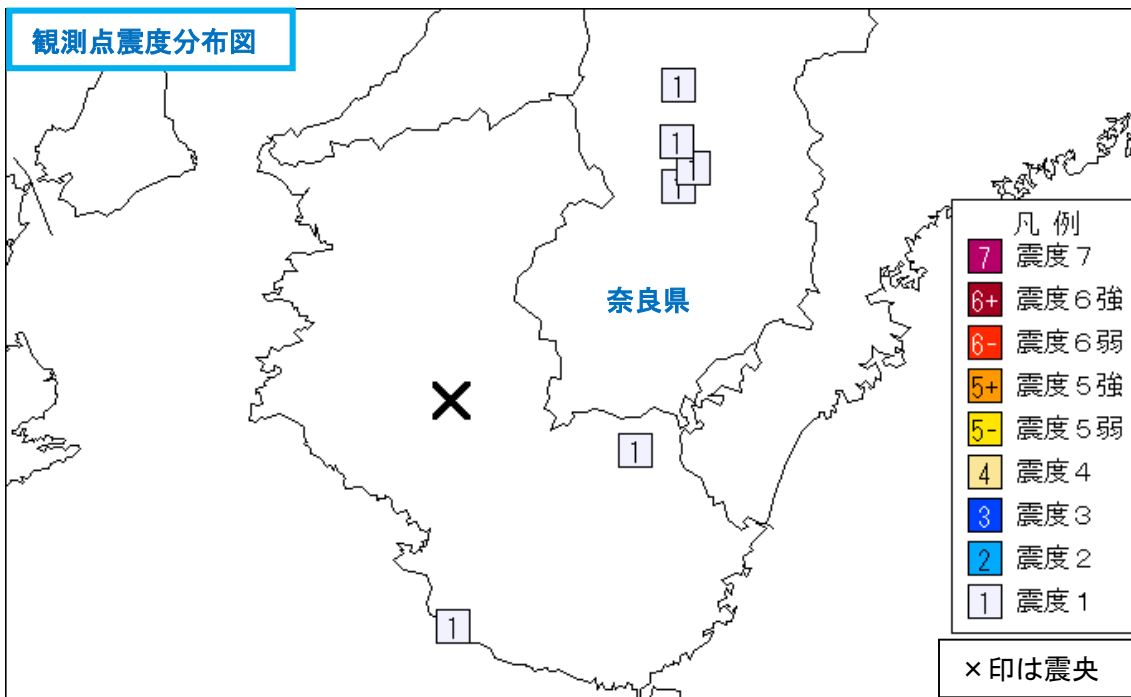 観測点震度分布図
1
1
1
1
奈良県
1
1
凡例
7 震度７
6+ 震度６強
6- 震度６弱
5+ 震度５強
5- 震度５弱
4 震度４
3 震度３
2 震度２
1 震度１
×印は震央